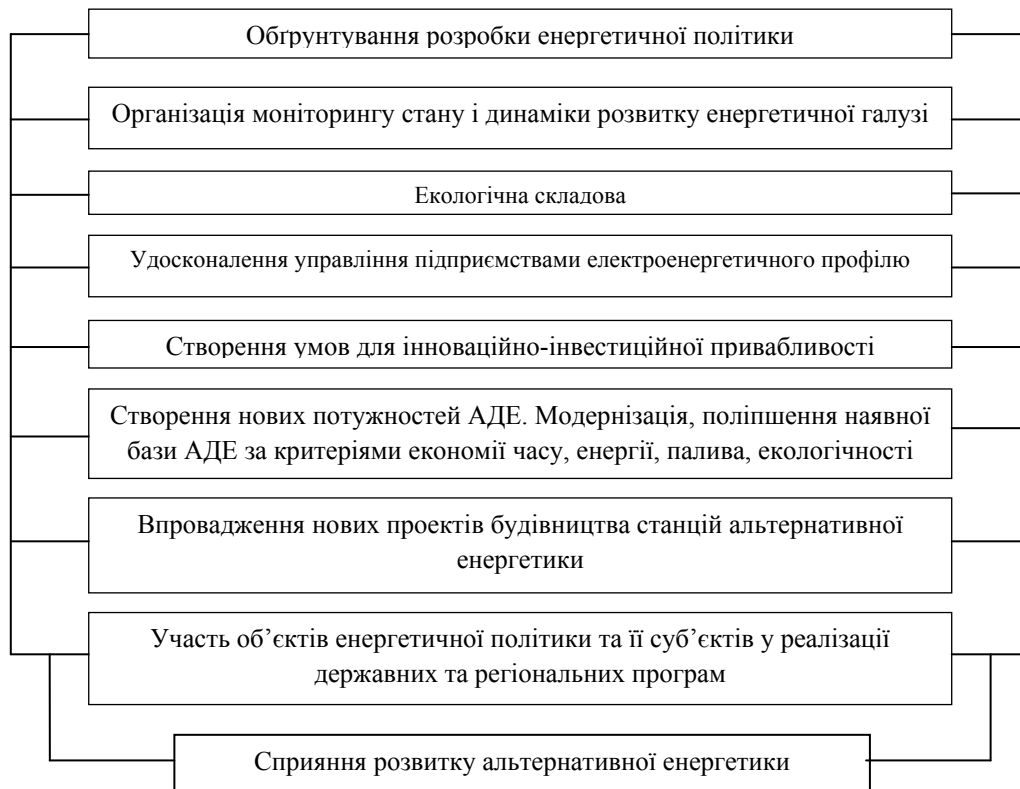 Обґрунтування розробки енергетичної політики
Організація моніторингу стану і динаміки розвитку енергетичної галузі
Екологічна складова
Удосконалення управління підприємствами електроенергетичного профілю
Створення умов для інноваційно-інвестиційної привабливості
Створення нових потужностей АДЕ. Модернізація, поліпшення наявної
бази АДЕ за критеріями економії часу, енергії, палива, екологічності
Впровадження нових проектів будівництва станцій альтернативної
енергетики
Участь об’єктів енергетичної політики та її суб’єктів у реалізації
державних та регіональних програм
Сприяння розвитку альтернативної енергетики